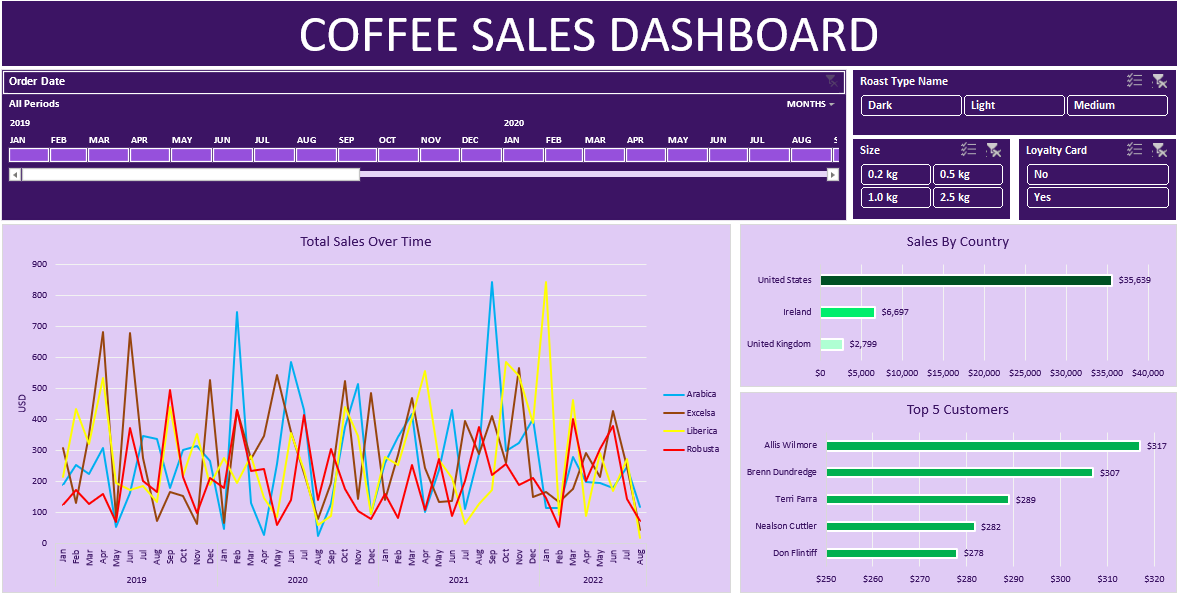 COFFEE SALES DASHBOARD
Order Date
All Periods
MONTHS
2019 2020
JAN FEB MAR APR MAY JUN JUL AUG SEP OCT NOV DEC JAN FEB MAR APR MAY JUN JUL AUG
Roast Type Name
Dark Light Medium
Size
0.2 kg 0.5 kg
1.0 kg 2.5 kg
Loyalty Card
No
Yes
Total Sales Over Time
900
800
700
600
500
400
300
200
100
0
USD
Jan Feb Mar Apr May Jun Jul Aug Sep Oct Nov Dec Jan Feb Mar Apr May Jun Jul Aug Sep Oct Nov Dec Jan Feb Mar Apr May Jun Jul Aug Sep Oct Nov Dec Jan Feb Mar Apr May Jun Jul Aug
2019 2020 2021 2022
Arabica
Excelsa
Liberica
Robusta
Sales By Country
United States $35,639
Ireland $6,697
United Kingdom $2,799
$0 $5,000 $10,000 $15,000 $20,000 $25,000 $30,000 $35,000 $40,000
Top 5 Customers
Allis Wilmore $317
Brenn Dundredge $307
Terri Farra $289
Nealson Cuttler $282
Don Flintiff $278
$250 $260 $270 $280 $290 $300 $310 $320